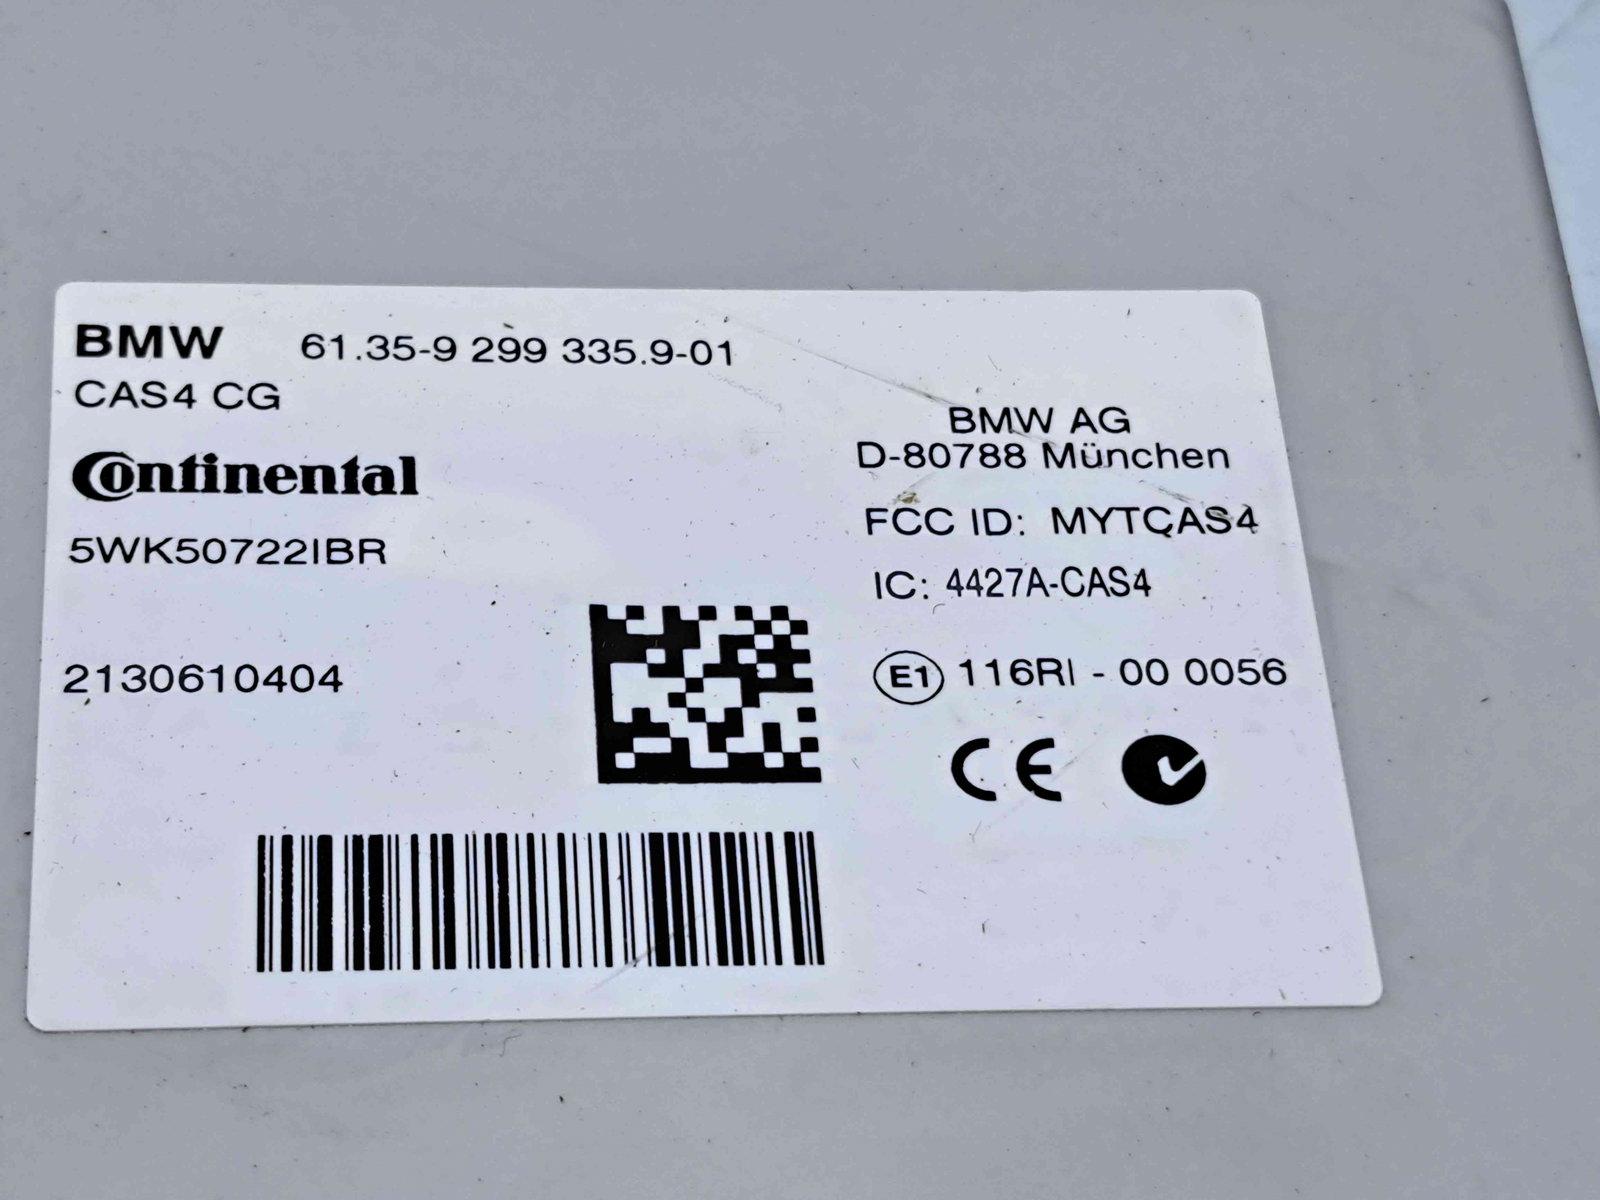 BMW 61.35-9 299 335.9-01
CAS4 CG
Continental
5WK50722IBR
2130610404
BMW AG
D-80788 München
FCC ID: MYTCAS4
IC: 4427A-CAS4
E1 116RI - 00 0056
CE